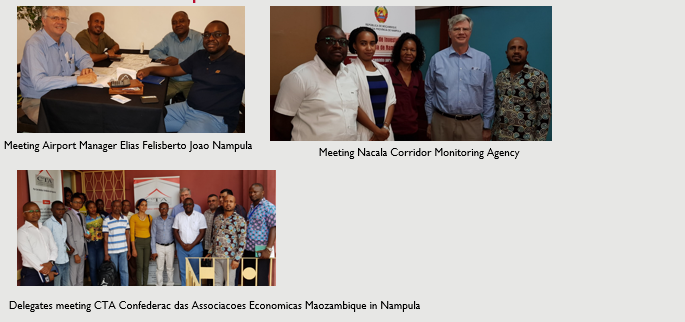 Meeting Airport Manager Elias Felisberto Joao Nampula
Meeting Nacala Corridor Monitoring Agency
CTA
Delegates meeting CTA Confederac das Associacoes Economicas Maozambique in Nampula